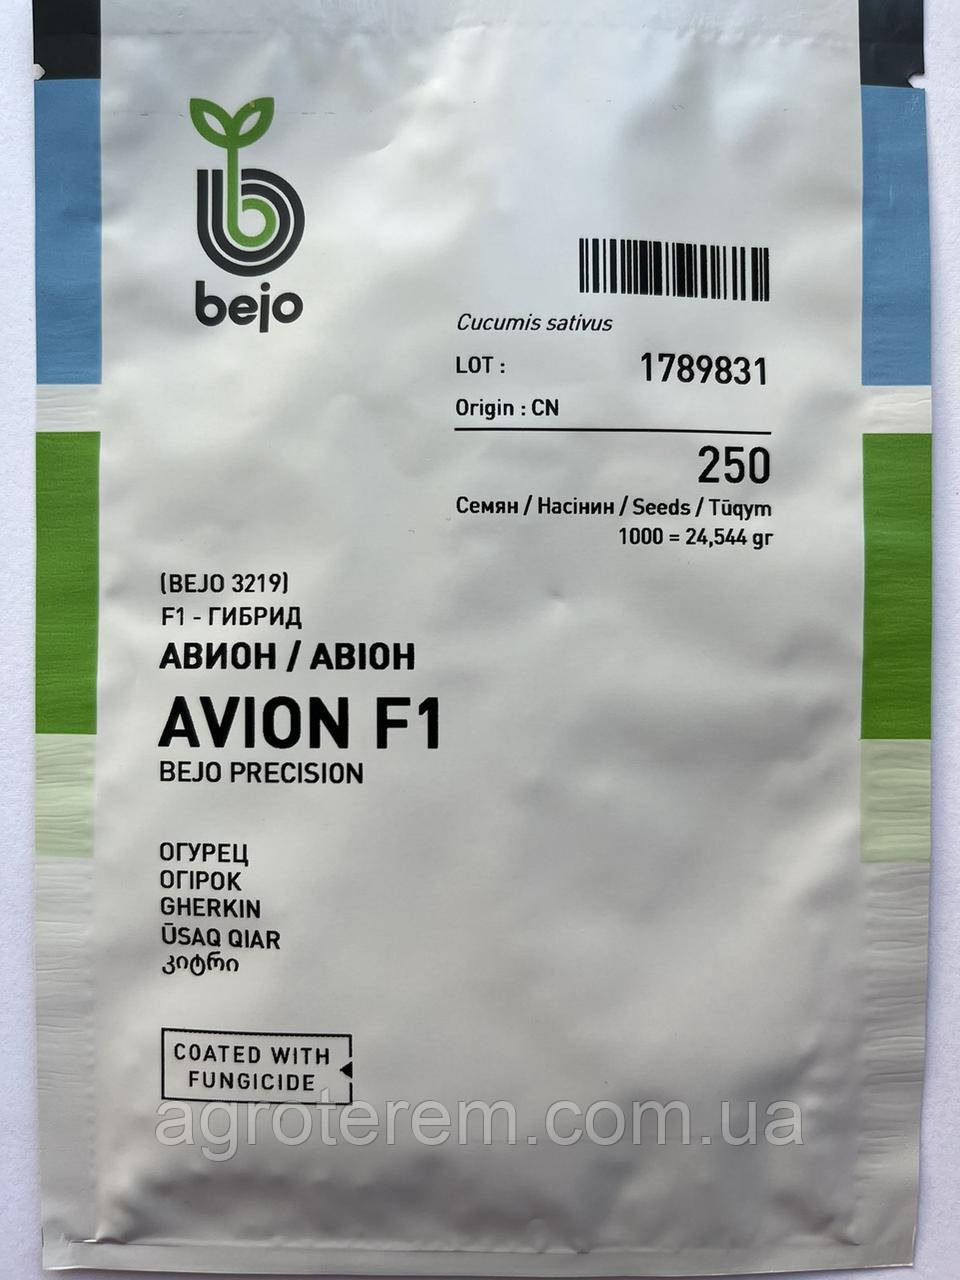 bejo
Cucumis sativus
LOT : 1789831
Origin : CN
250
Семян / Насінин / Seeds / Tūqym
1000 = 24,544 gr
(BEJO 3219)
F1 - ГИБРИД
АВИОН / АВІОН
AVION F1
BEJO PRECISION
ОГУРЕЦ
ОГІРОК
GHERKIN
ŪSAQ QIAR
კიტრი
COATED WITH
FUNGICIDE
agroterem.com.ua